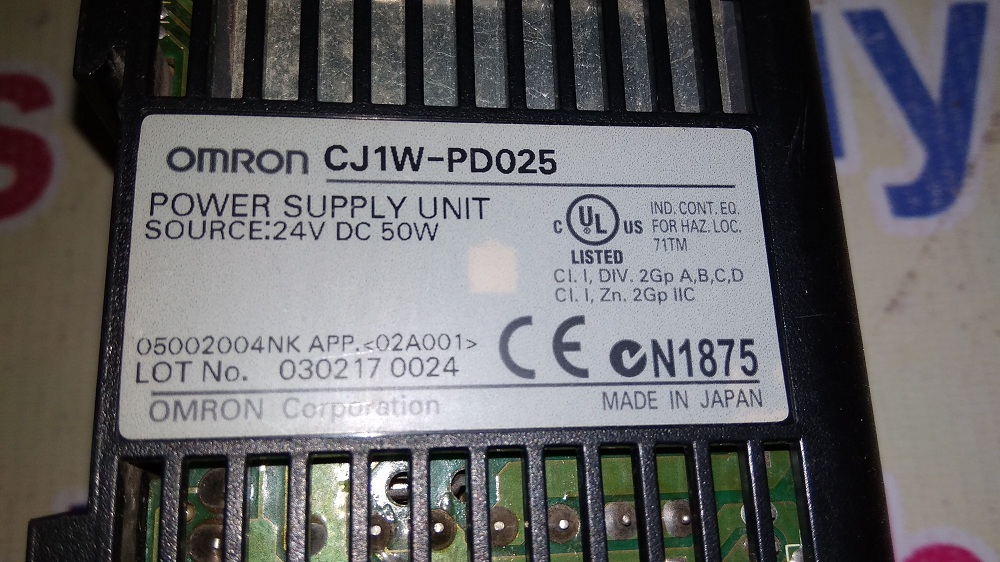 OMRON CJ1W-PD025
POWER SUPPLY UNIT
SOURCE:24V DC 50W
C UL US
LISTED
IND. CONT. EQ.
FOR HAZ. LOC.
71TM
CI. I, DIV. 2Gp A,B,C,D
CI. I, Zn. 2Gp IIC
05002004NK APP.<02A001>
LOT No. 030217 0024
CE
N1875
OMRON Corporation
MADE IN JAPAN